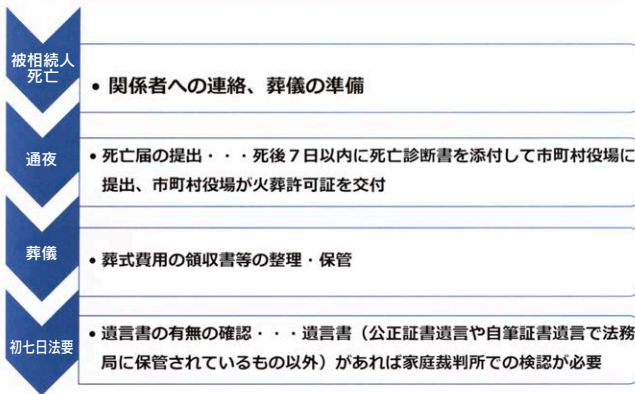 被相続人
死亡
• 関係者への連絡、葬儀の準備
通夜
• 死亡届の提出・・・死後７日以内に死亡診断書を添付して市町村役場に
提出、市町村役場が火葬許可証を交付
葬儀
• 葬式費用の領収書等の整理・保管
初七日法要
• 遺言書の有無の確認・・・遺言書（公正証書遺言や自筆証書遺言で法務
局に保管されているもの以外）があれば家庭裁判所での検認が必要